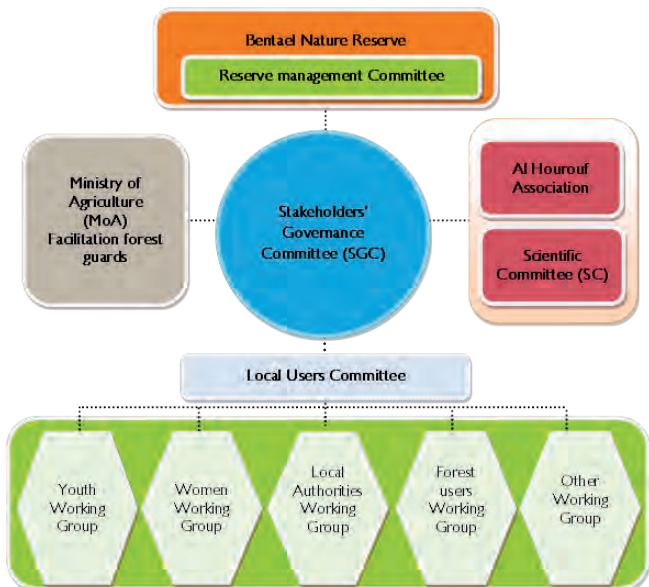 Bentael Nature Reserve
Reserve management Committee
Ministry of
Agriculture
(MoA)
Facilitation forest
guards
Stakeholders'
Governance
Committee (SGC)
Al Hourouf
Association
Scientific
Committee (SC)
Local Users Committee
Youth
Working
Group
Women
Working
Group
Local
Authorities
Working
Group
Forest
users
Working
Group
Other
Working
Group